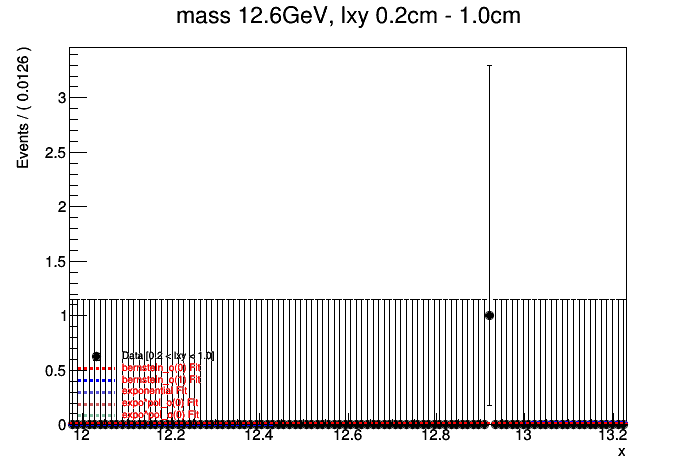 mass 12.6GeV, lxy 0.2cm - 1.0cm
Events / ( 0.0126 )
3
2.5
2
1.5
1
0.5
0
Data [0.2 < lxy < 1.0]
bernstein_o(0) Fit
bernstein_o(1) Fit
exponential Fit
expo*pol_o(0) Fit
12 12.2 12.4 12.6 12.8 13 13.2
x